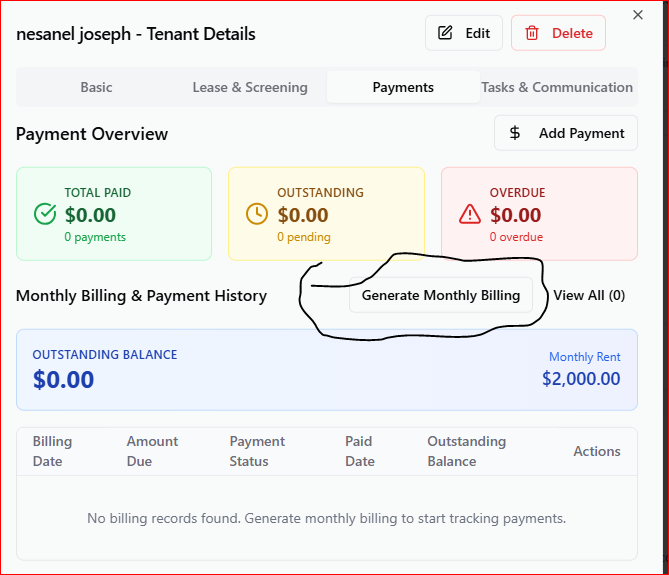 nesanel joseph - Tenant Details
Edit
Delete
Basic
Lease & Screening
Payments
Tasks & Communication
Payment Overview
Add Payment
TOTAL PAID
$0.00
0 payments
OUTSTANDING
$0.00
0 pending
OVERDUE
$0.00
0 overdue
Monthly Billing & Payment History
Generate Monthly Billing
View All (0)
OUTSTANDING BALANCE
$0.00
Monthly Rent
$2,000.00
Billing
Date
Amount
Due
Payment
Status
Paid
Date
Outstanding
Balance
Actions
No billing records found. Generate monthly billing to start tracking payments.